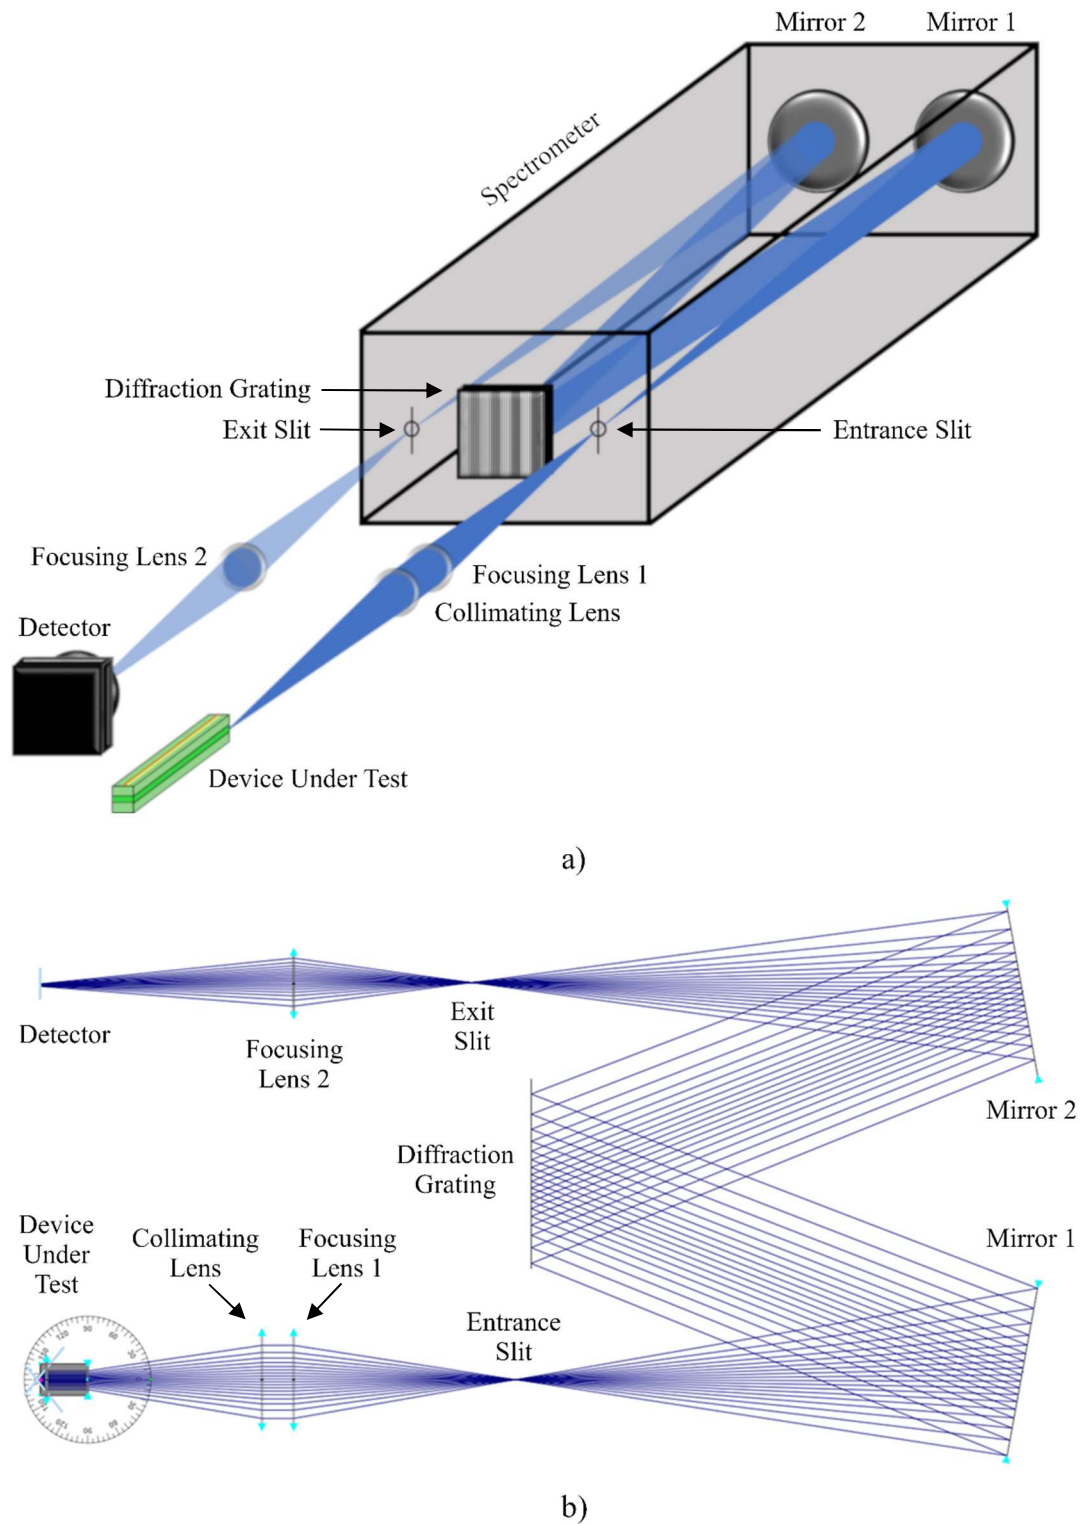 Mirror 2
Mirror 1
Spectrometer
Diffraction Grating
Exit Slit
Entrance Slit
Focusing Lens 2
Focusing Lens 1
Collimating Lens
Detector
Device Under Test
a)
Detector
Focusing
Lens 2
Exit
Slit
Mirror 2
Diffraction
Grating
Device
Under
Test
Collimating
Lens
Focusing
Lens 1
Mirror 1
Entrance
Slit
b)